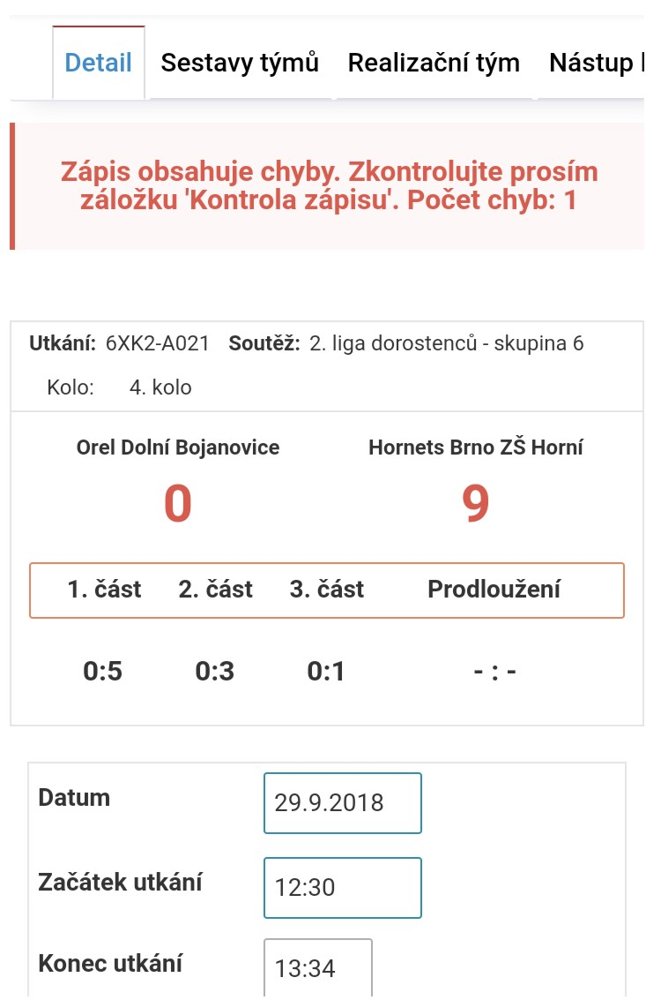 Detail Sestavy týmů Realizační tým Nástup
Zápis obsahuje chyby. Zkontrolujte prosím
záložku 'Kontrola zápisu'. Počet chyb: 1
Utkání: 6XK2-A021 Soutěž: 2. liga dorostenců - skupina 6
Kolo: 4. kolo
Orel Dolní Bojanovice Hornets Brno ZŠ Horní
0 9
1. část 2. část 3. část Prodloužení
0:5 0:3 0:1 - : -
Datum 29.9.2018
Začátek utkání 12:30
Konec utkání 13:34